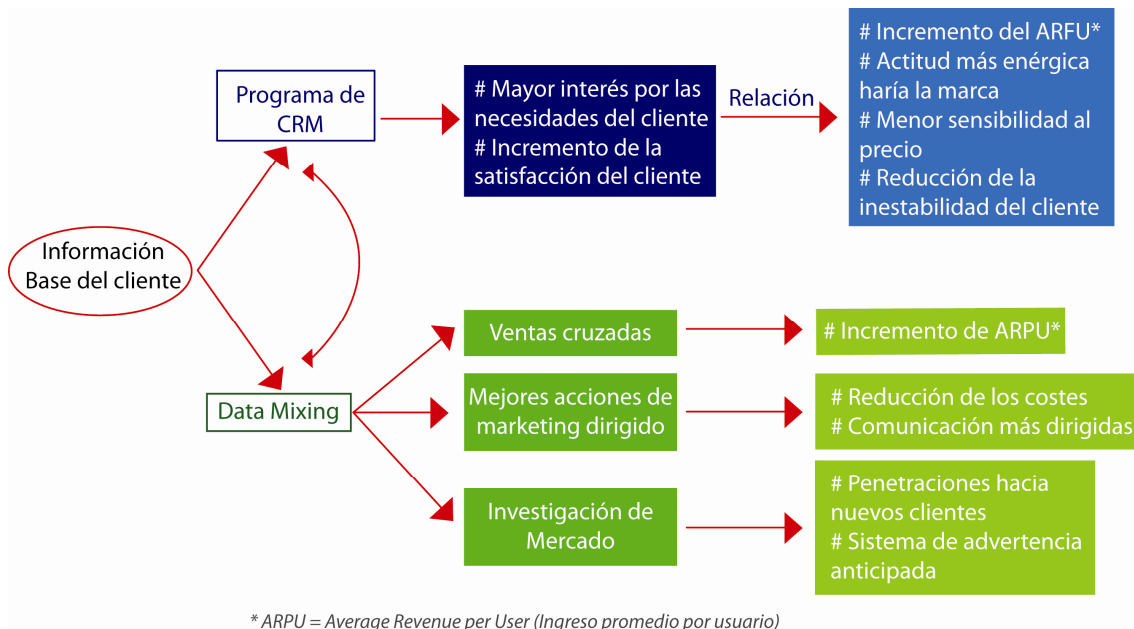 Programa de
CRM
# Mayor interés por las
necesidades del cliente
# Incremento de la
satisfacción del cliente
Relación
# Incremento del ARFU*
# Actitud más enérgica
haría la marca
# Menor sensibilidad al
precio
# Reducción de la
inestabilidad del cliente
Información
Base del cliente
Data Mixing
Ventas cruzadas
# Incremento de ARPU*
Mejores acciones de
marketing dirigido
# Reducción de los costes
# Comunicación más dirigidas
Investigación de
Mercado
# Penetraciones hacia
nuevos clientes
# Sistema de advertencia
anticipada
* ARPU = Average Revenue per User (Ingreso promedio por usuario)